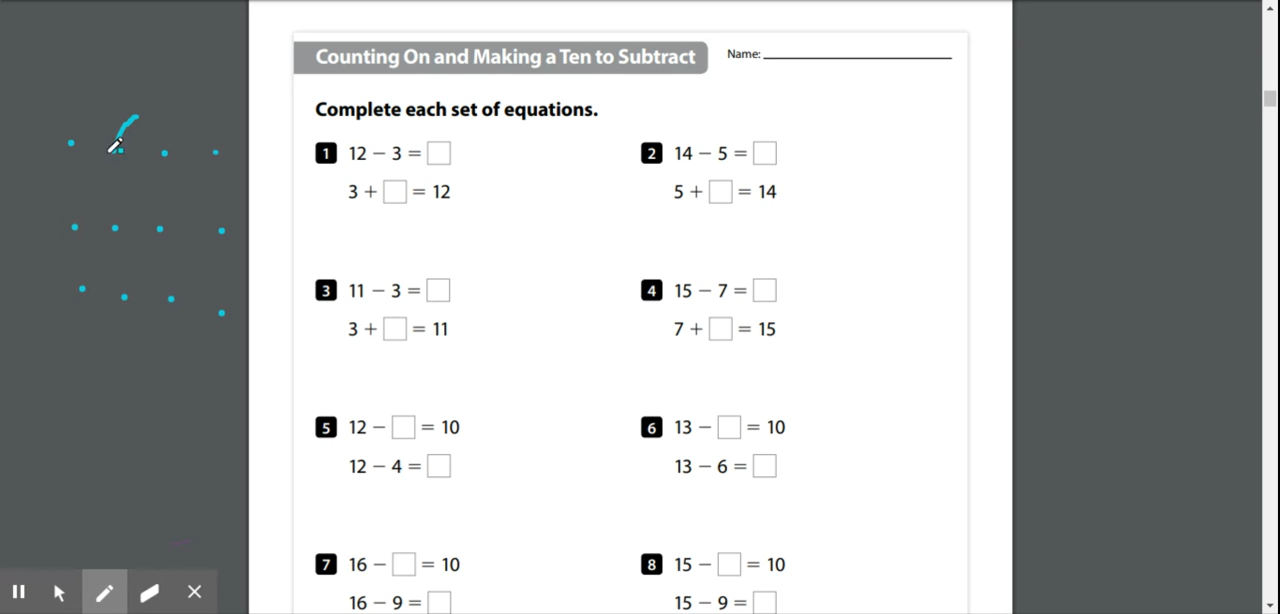 Counting On and Making a Ten to Subtract Name:
Complete each set of equations.
1 12 − 3 = 
3 + = 12
2 14 − 5 = 
5 + = 14
3 11 − 3 = 
3 + = 11
4 15 − 7 = 
7 + = 15
5 12 − = 10
12 − 4 = 
6 13 − = 10
13 − 6 = 
7 16 − = 10
16 − 9 = 
8 15 − = 10
15 − 9 =